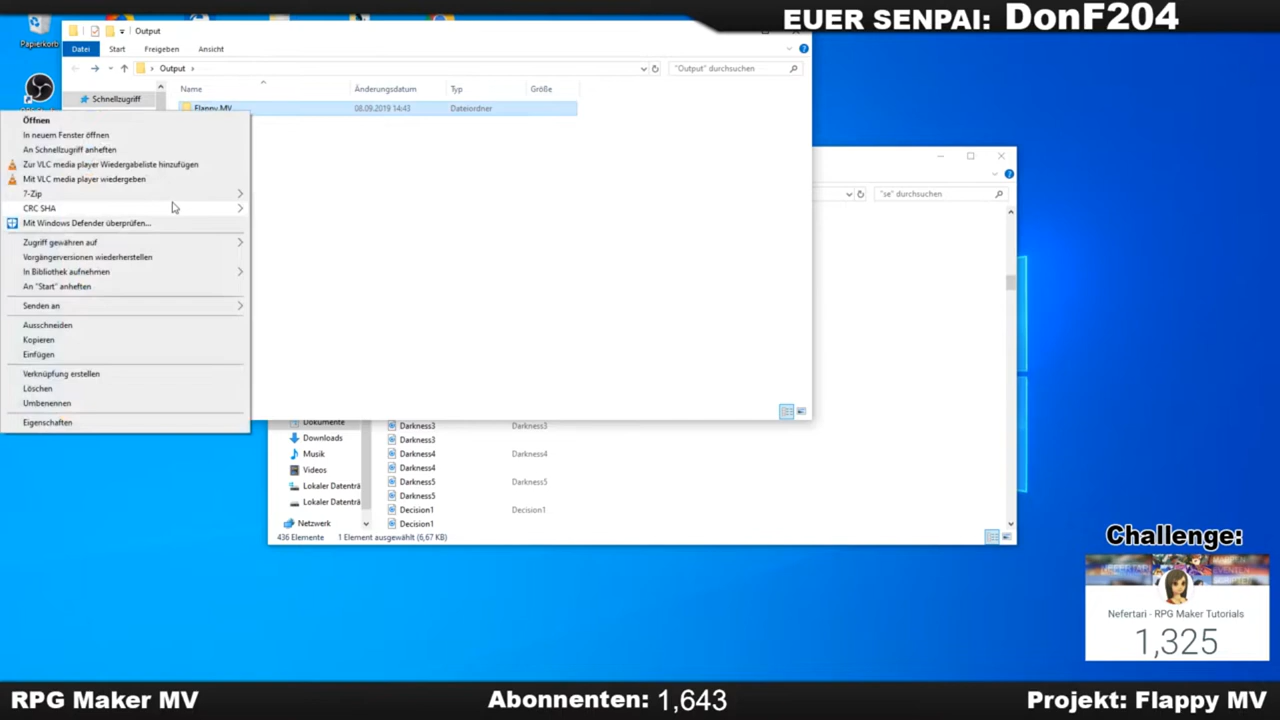 EUER SENPAI: DonF204
Papierkorb
Output
Datei Start Freigeben Ansicht
Output
"Output" durchsuchen
Name Änderungsdatum Typ Größe
Schnellzugriff
Flappy MV 08.09.2019 14:43 Dateiordner
Öffnen
In neuem Fenster öffnen
An Schnellzugriff anheften
Zur VLC media player Wiedergabeliste hinzufügen
Mit VLC media player wiedergeben
7-Zip
CRC SHA
Mit Windows Defender überprüfen...
Zugriff gewähren auf
Vorgängerversionen wiederherstellen
In Bibliothek aufnehmen
An "Start" anheften
Senden an
Ausschneiden
Kopieren
Einfügen
Verknüpfung erstellen
Löschen
Umbenennen
Eigenschaften
"se" durchsuchen
Dokumente
Downloads
Musik
Videos
Lokaler Datenträ
Lokaler Datenträ
Netzwerk
Darkness3 Darkness3
Darkness3
Darkness4 Darkness4
Darkness4
Darkness5 Darkness5
Darkness5
Decision1 Decision1
Decision1
436 Elemente 1 Element ausgewählt (6,67 KB)
Challenge:
Nefertari - RPG Maker Tutorials
1,325
RPG Maker MV
Abonnenten: 1,643
Projekt: Flappy MV